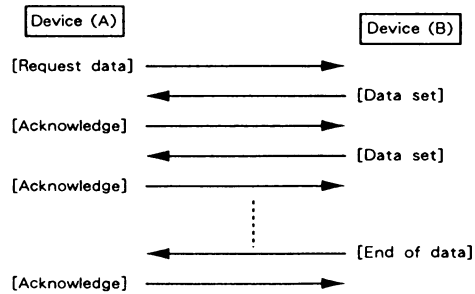 Device (A)
Device (B)
[Request data]
[Data set]
[Acknowledge]
[Data set]
[Acknowledge]
[End of data]
[Acknowledge]